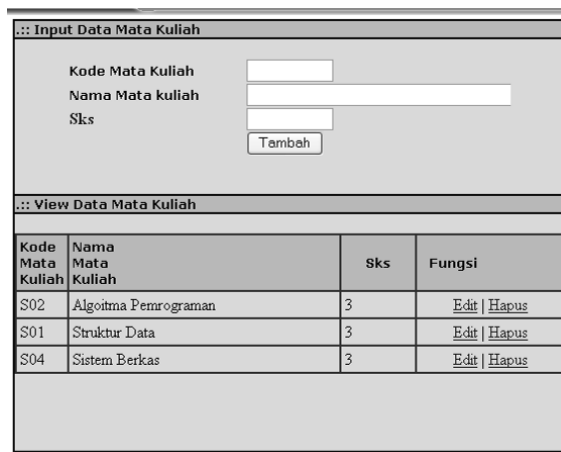 .:: Input Data Mata Kuliah
Kode Mata Kuliah
Nama Mata kuliah
Sks
Tambah
.:: View Data Mata Kuliah
Kode Mata Kuliah Nama Mata Kuliah Sks Fungsi
S02 Algoitma Pemrograman 3 Edit | Hapus
S01 Struktur Data 3 Edit | Hapus
S04 Sistem Berkas 3 Edit | Hapus